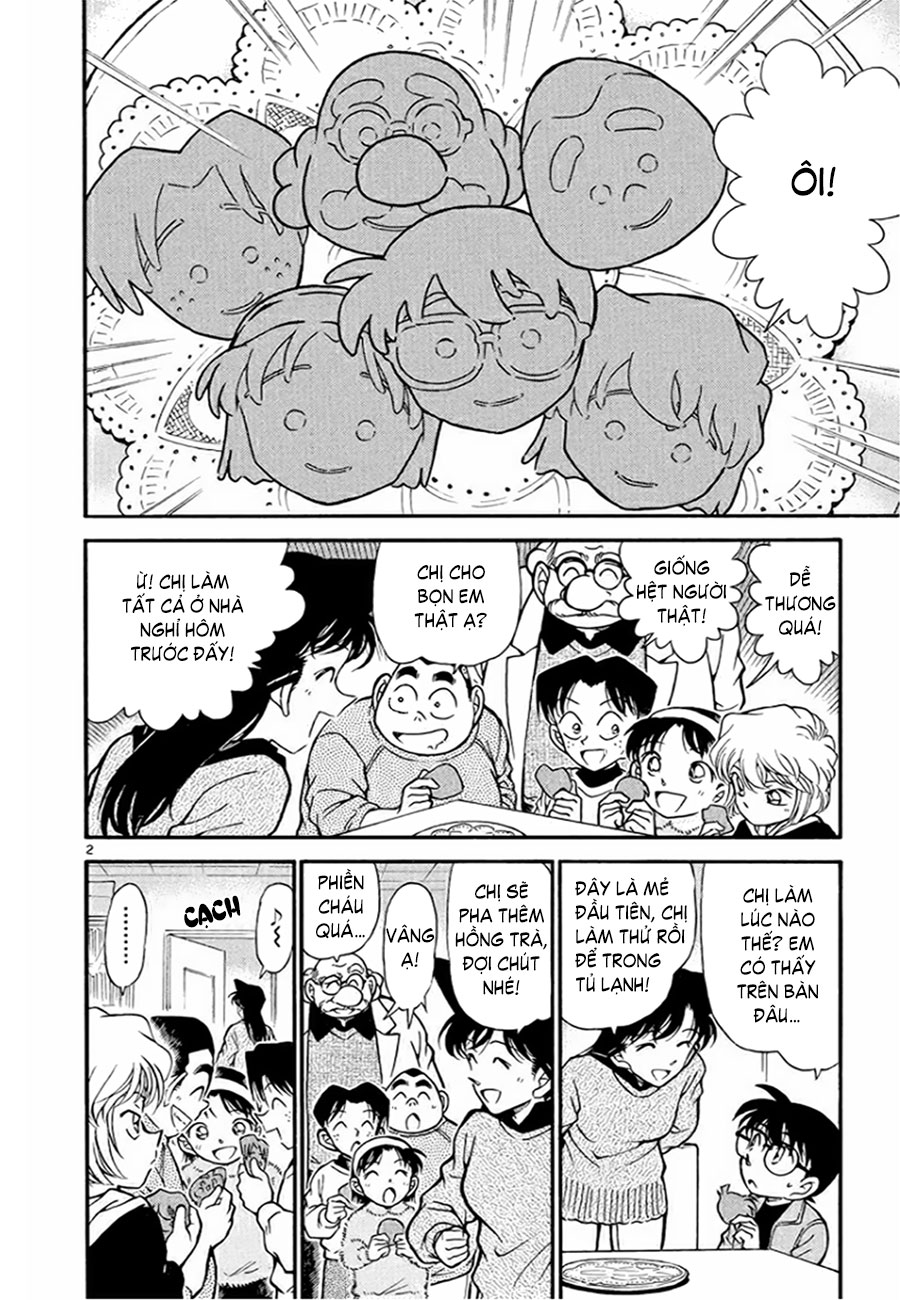 ÔI!
DỄ
THƯƠNG
QUÁ!
GIỐNG
HỆT NGƯỜI
THẬT!
CHỊ CHO
BỌN EM
THẬT Ạ?
Ừ! CHỊ LÀM
TẤT CẢ Ở NHÀ
NGHỈ HÔM
TRƯỚC ĐẤY!
2
CHỊ LÀM
LÚC NÀO
THẾ? EM
CÓ THẤY
TRÊN BÀN
ĐÂU...
ĐÂY LÀ MẺ
ĐẦU TIÊN, CHỊ
LÀM THỬ RỒI
ĐỂ TRONG
TỦ LẠNH!
CHỊ SẼ
PHA THÊM
HỒNG TRÀ,
ĐỢI CHÚT
NHÉ!
VÂNG
Ạ!
PHIỀN
CHÁU
QUÁ...
♪~
CẠCH
.........